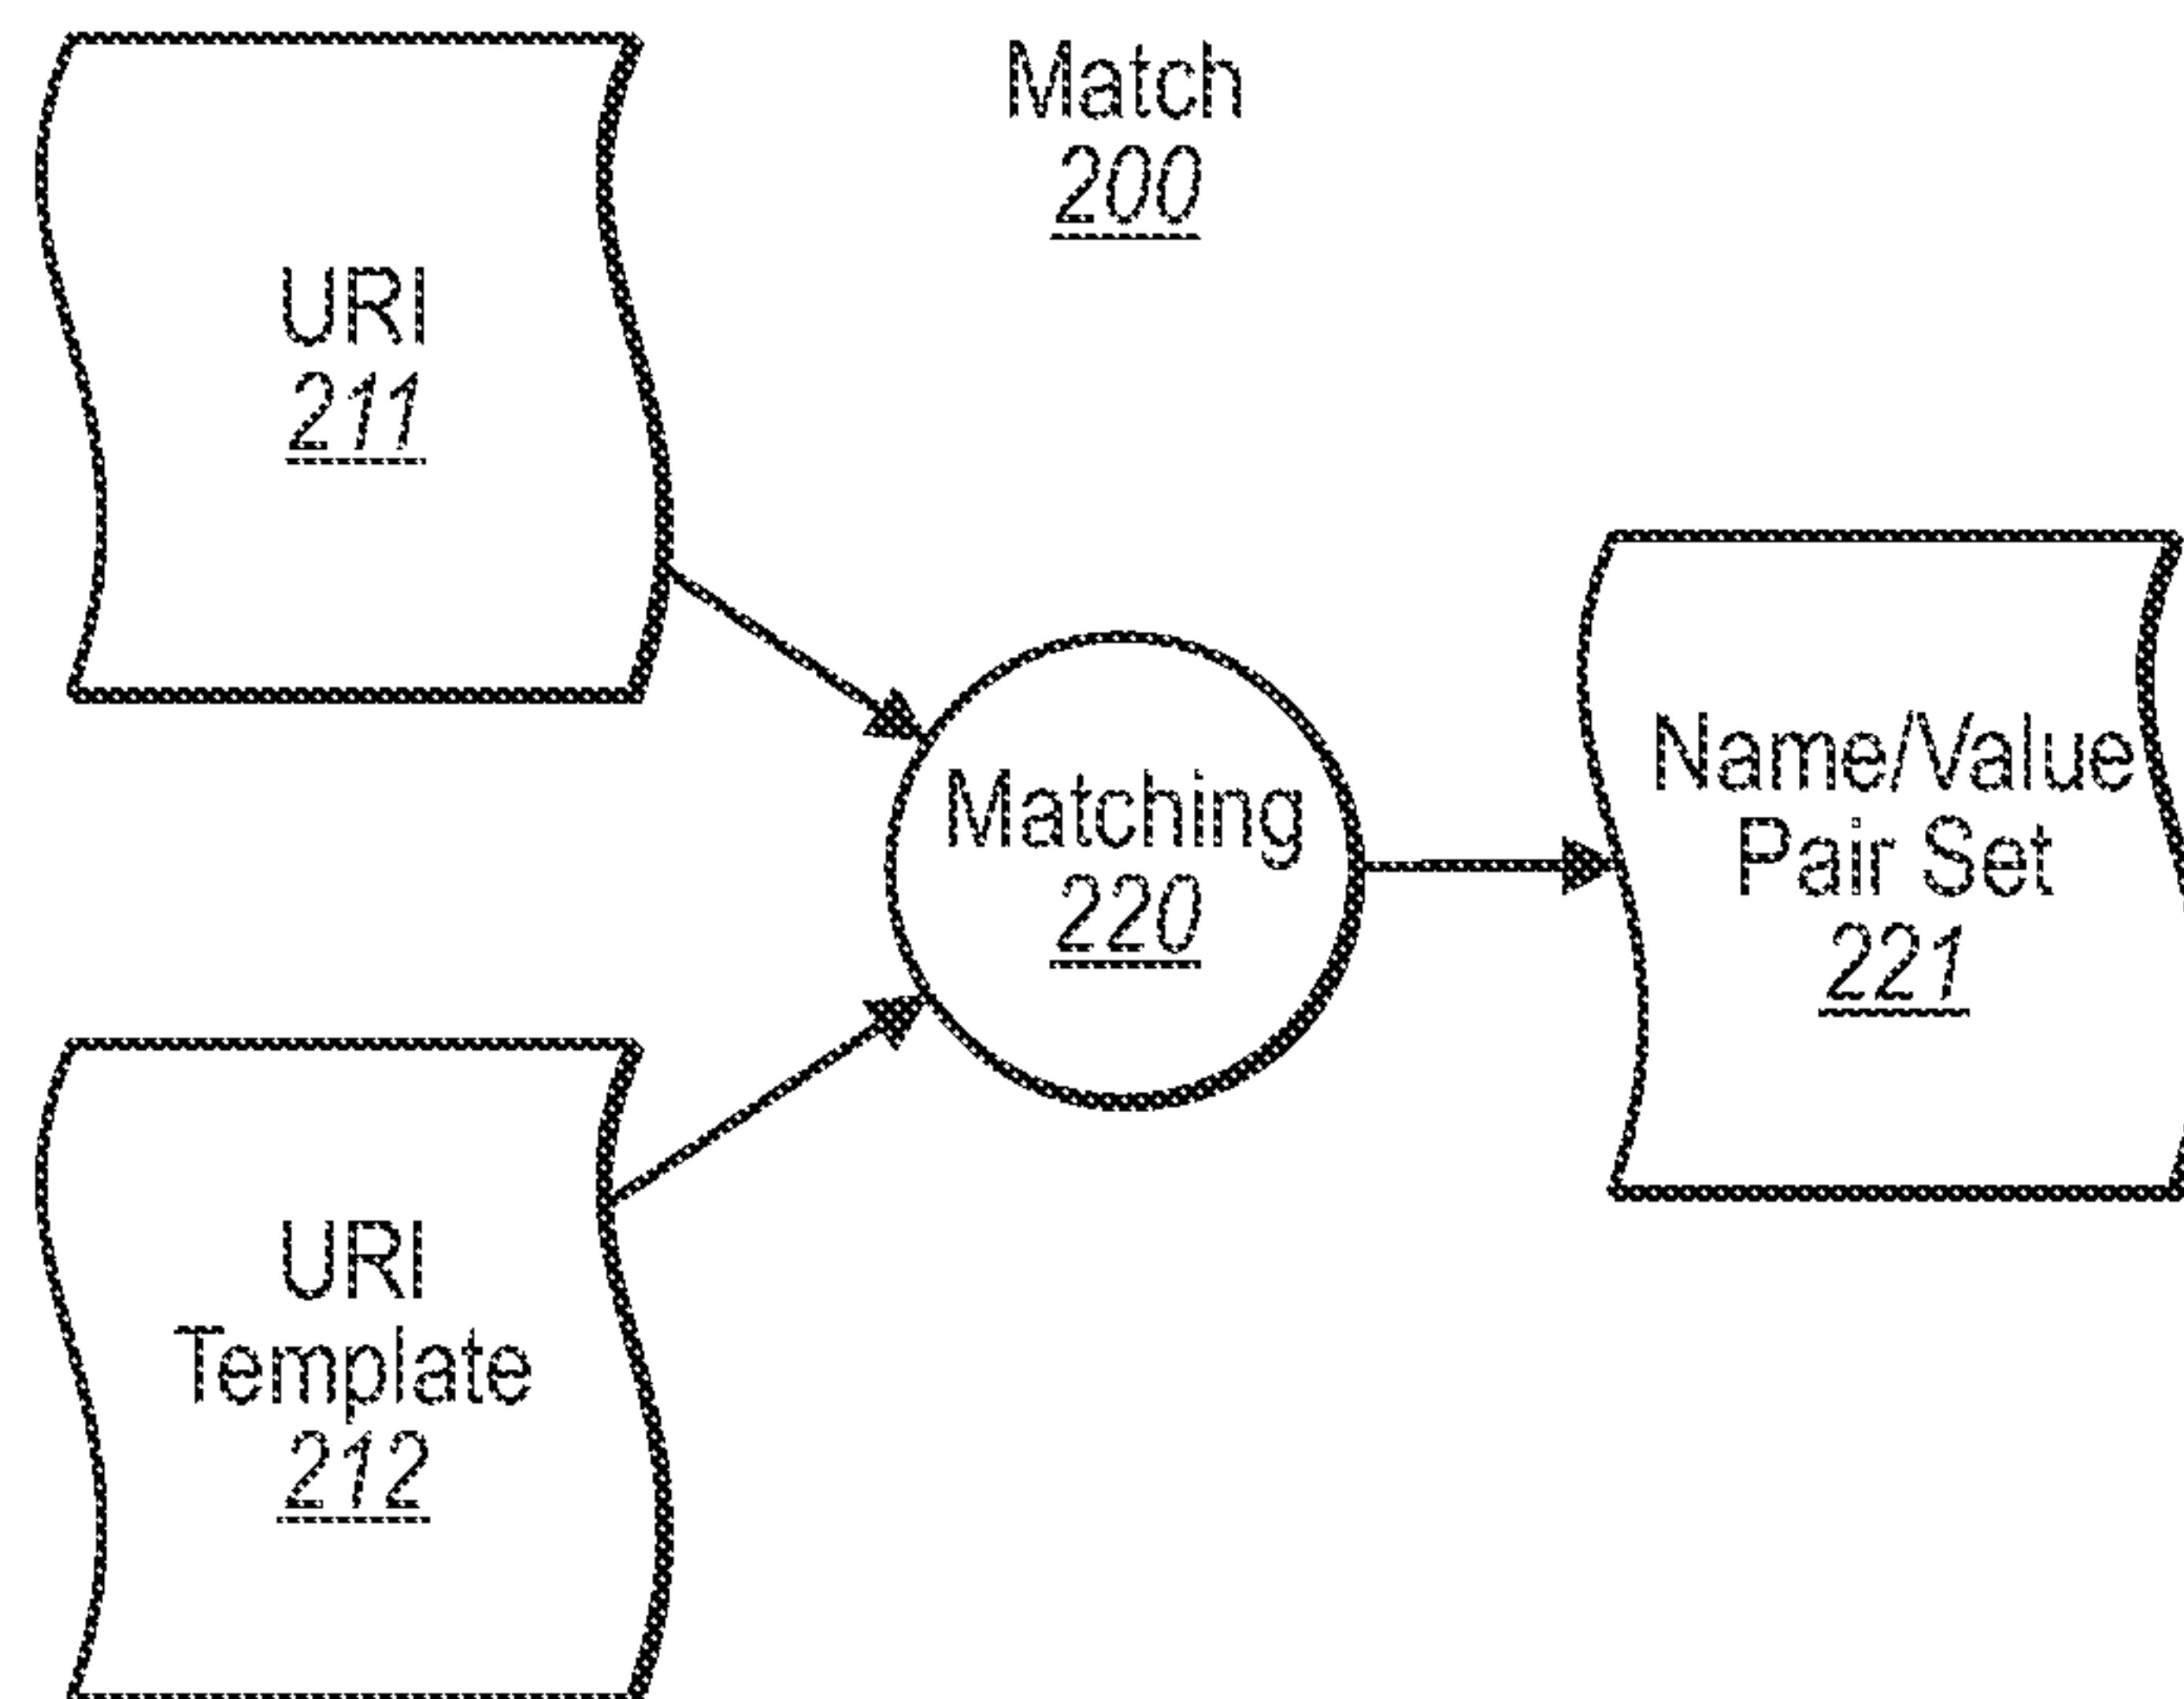 Match
200
URI
211
Matching
220
Name/Value
Pair Set
221
URI
Template
212